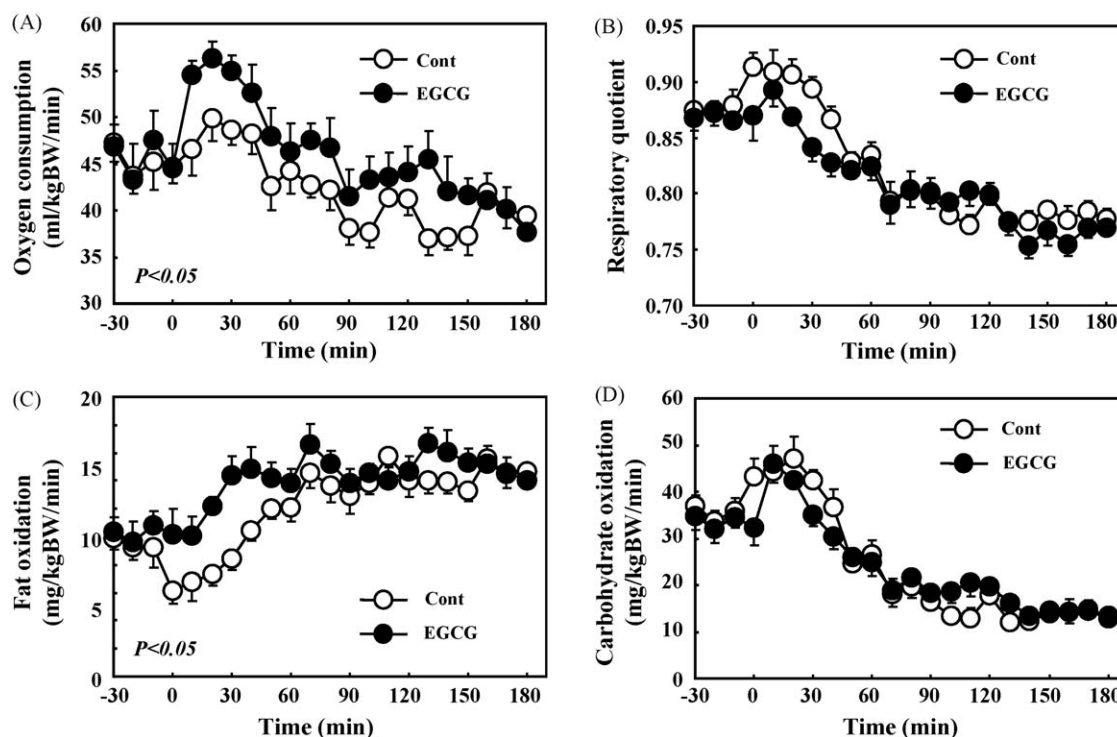 (A)
60
55
50
45
40
35
30
Oxygen consumption
(ml/kgBW/min)
Cont
EGCG
P<0.05
-30 0 30 60 90 120 150 180
Time (min)
(B)
0.90
0.85
0.80
0.75
0.70
Respiratory quotient
Cont
EGCG
-30 0 30 60 90 120 150 180
Time (min)
(C)
20
15
10
5
0
Fat oxidation
(mg/kgBW/min)
Cont
EGCG
P<0.05
-30 0 30 60 90 120 150 180
Time (min)
(D)
60
50
40
30
20
10
0
Carbohydrate oxidation
(mg/kgBW/min)
Cont
EGCG
-30 0 30 60 90 120 150 180
Time (min)